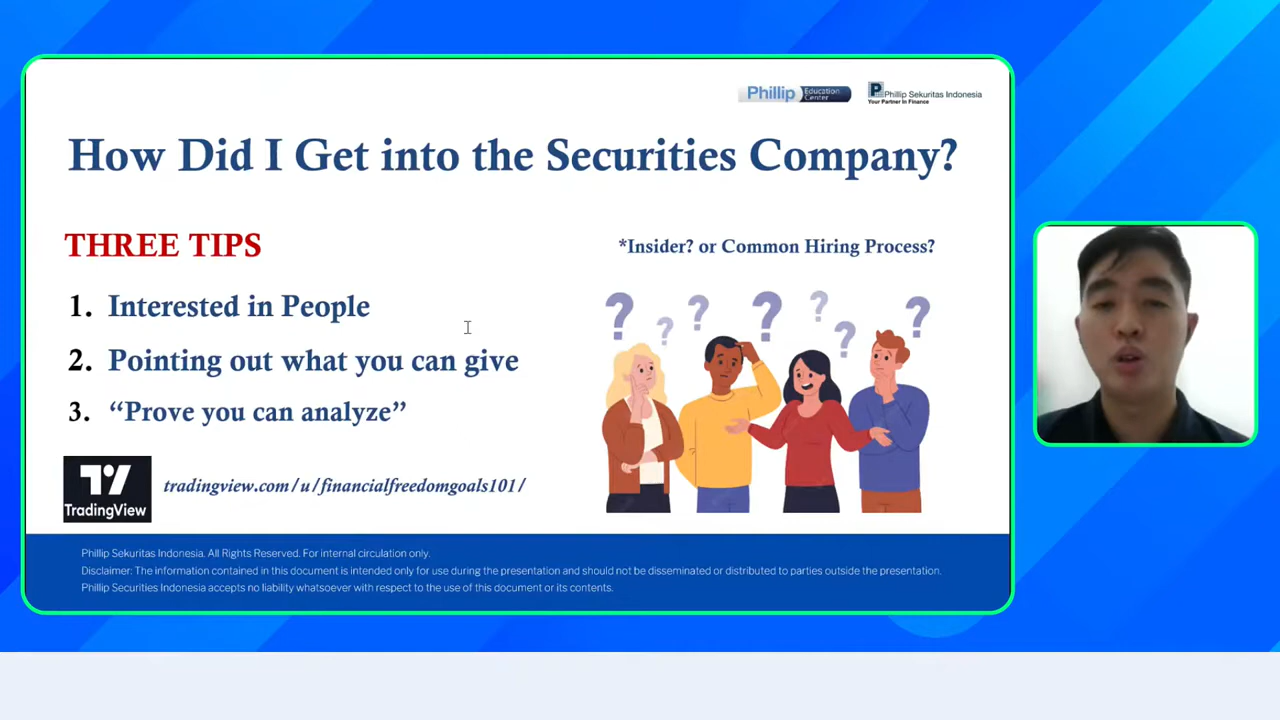 Phillip Education Center
Phillip Sekuritas Indonesia
Your Partner in Finance
How Did I Get into the Securities Company?
THREE TIPS
*Insider? or Common Hiring Process?
1. Interested in People
2. Pointing out what you can give
3. “Prove you can analyze”
TradingView
tradingview.com/u/financialfreedomgoals101/
Phillip Sekuritas Indonesia. All Rights Reserved. For internal circulation only.
Disclaimer: The information contained in this document is intended only for use during the presentation and should not be disseminated or distributed to parties outside the presentation.
Phillip Securities Indonesia accepts no liability whatsoever with respect to the use of this document or its contents.